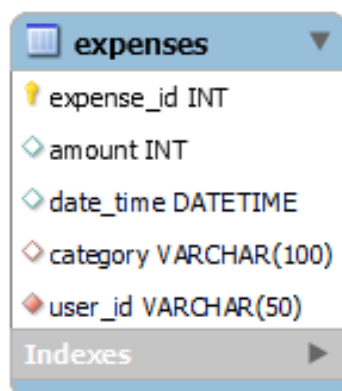 expenses
expense_id INT
amount INT
date_time DATETIME
category VARCHAR(100)
user_id VARCHAR(50)
Indexes